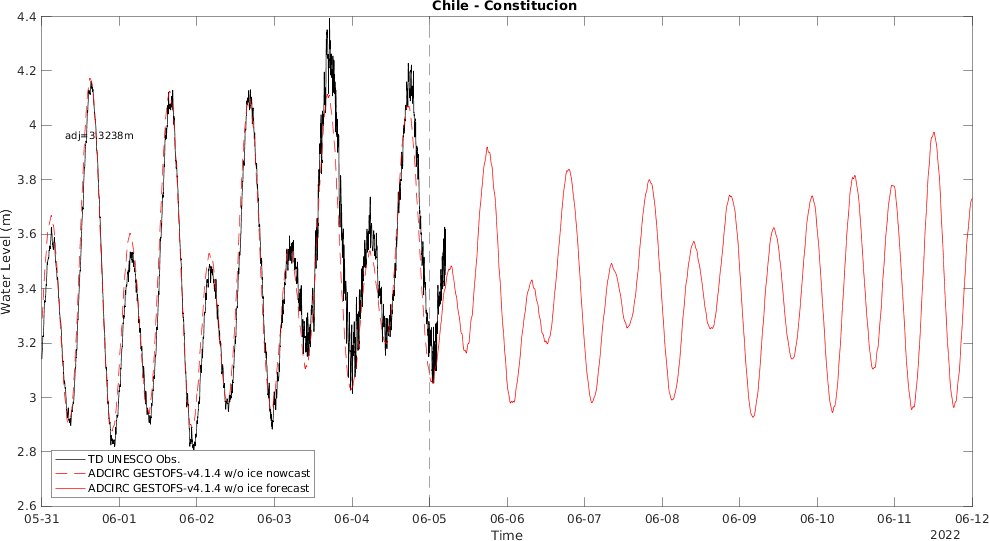 Chile - Constitucion
4.4
4.2
4
3.8
3.6
3.4
3.2
3
2.8
2.6
Water Level (m)
adj=3.3238m
TD UNESCO Obs.
ADCIRC GESTOFS-v4.1.4 w/o ice nowcast
ADCIRC GESTOFS-v4.1.4 w/o ice forecast
05-31 06-01 06-02 06-03 06-04 06-05 06-06 06-07 06-08 06-09 06-10 06-11 06-12
Time
2022